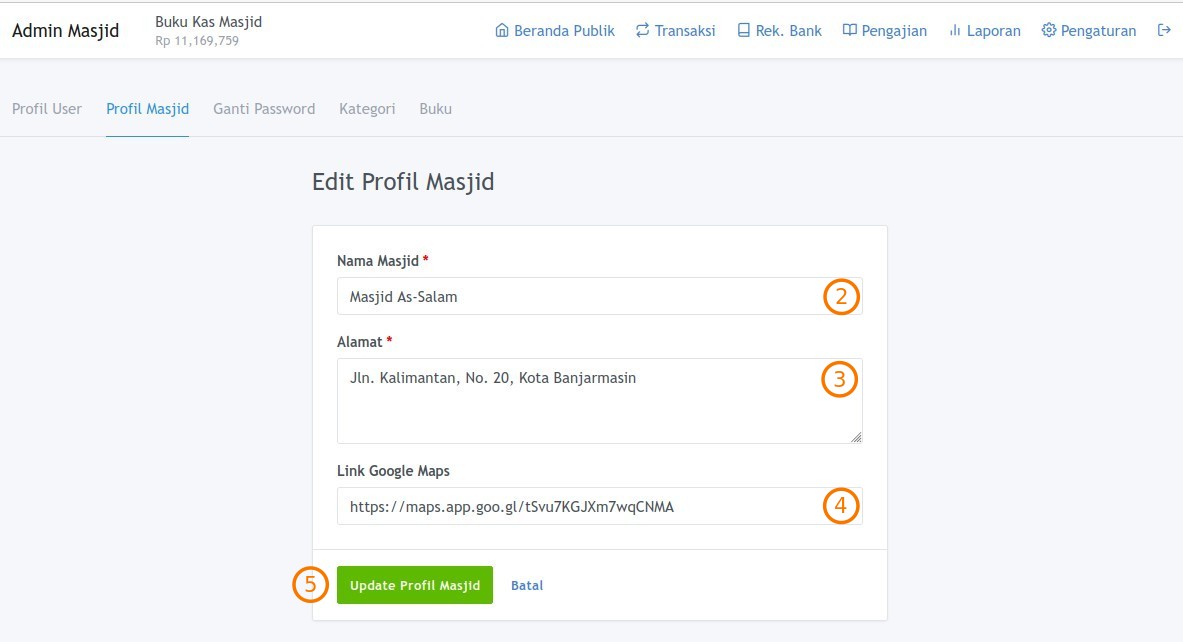 Admin Masjid
Buku Kas Masjid
Rp 11,169,759
Beranda Publik
Transaksi
Rek. Bank
Pengajian
Laporan
Pengaturan
Profil User
Profil Masjid
Ganti Password
Kategori
Buku
Edit Profil Masjid
Nama Masjid *
Masjid As-Salam
2
Alamat *
Jln. Kalimantan, No. 20, Kota Banjarmasin
3
Link Google Maps
https://maps.app.goo.gl/tSvu7KGJXm7wqCNMA
4
5
Update Profil Masjid
Batal